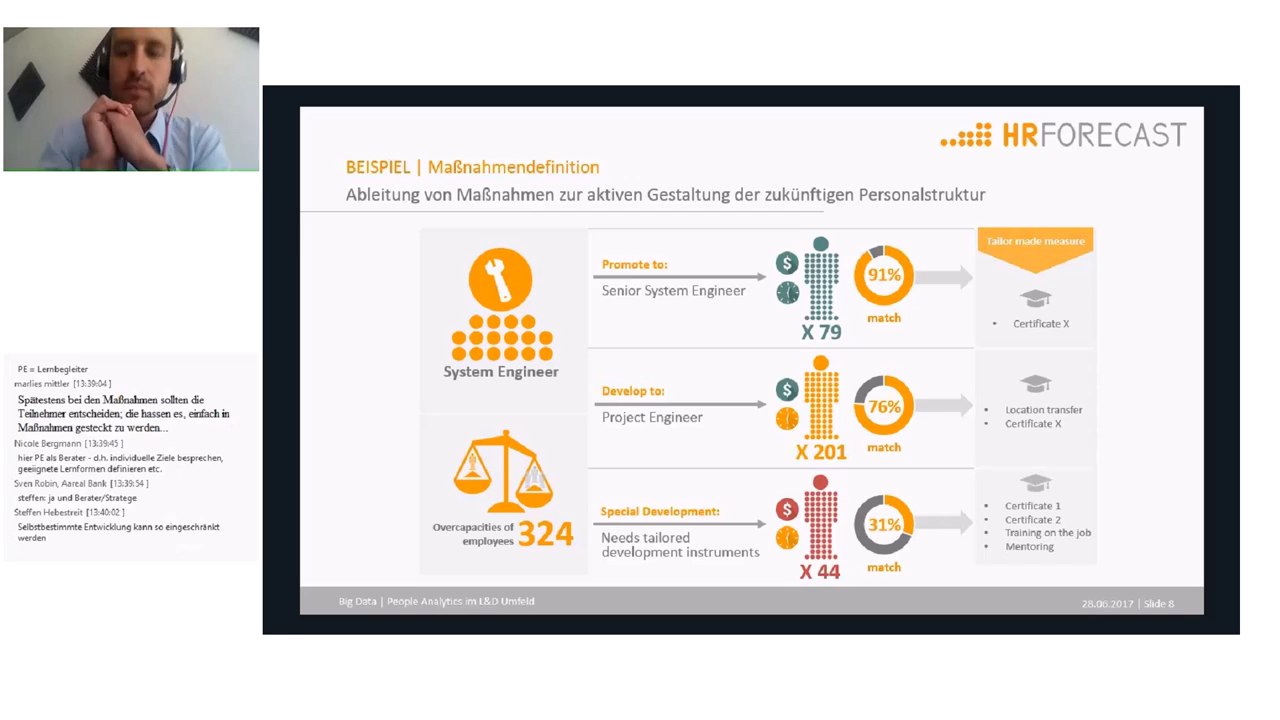 HRFORECAST
BEISPIEL | Maßnahmendefinition
Ableitung von Maßnahmen zur aktiven Gestaltung der zukünftigen Personalstruktur
System Engineer
Overcapacities of
employees 324
Promote to:
Senior System Engineer
$
X 79
91%
match
Develop to:
Project Engineer
$
X 201
76%
match
Special Development:
Needs tailored
development instruments
$
X 44
31%
match
Tailor made measure
• Certificate X
• Location transfer
• Certificate X
• Certificate 1
• Certificate 2
• Training on the job
• Mentoring
Big Data | People Analytics im L&D Umfeld
28.06.2017 | Slide 8
PE = Lernbegleiter
marlies mittler [13:39:04]
Spätestens bei den Maßnahmen sollten die
Teilnehmer entscheiden; die hassen es, einfach in
Maßnahmen gesteckt zu werden...
Nicole Bergmann [13:39:45]
hier PE als Berater - d.h. individuelle Ziele besprechen,
geeiignete Lernformen definieren etc.
Sven Robin, Aareal Bank [13:39:54]
steffen: ja und Berater/Stratege
Steffen Hebestreit [13:40:02]
Selbstbestimmte Entwicklung kann so eingeschränkt
werden